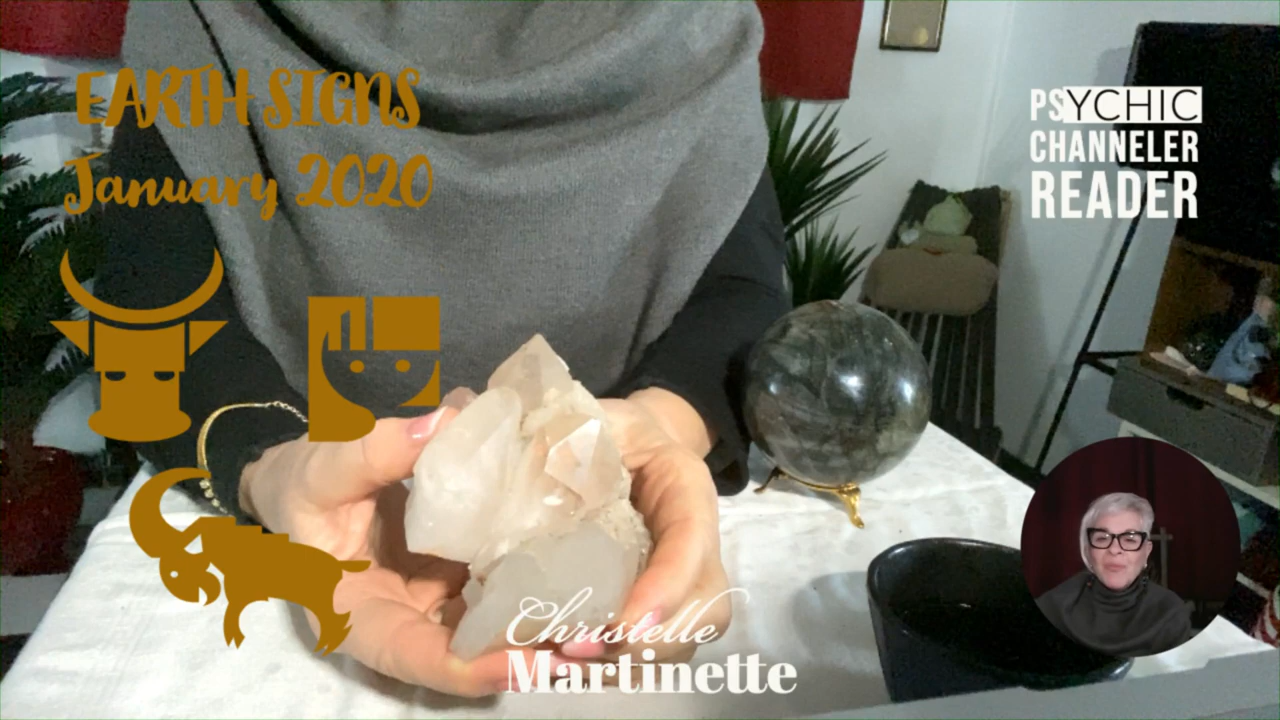 EARTH SIGNS
January 2020
PSYCHIC
CHANNELER
READER
Christelle
Martinette